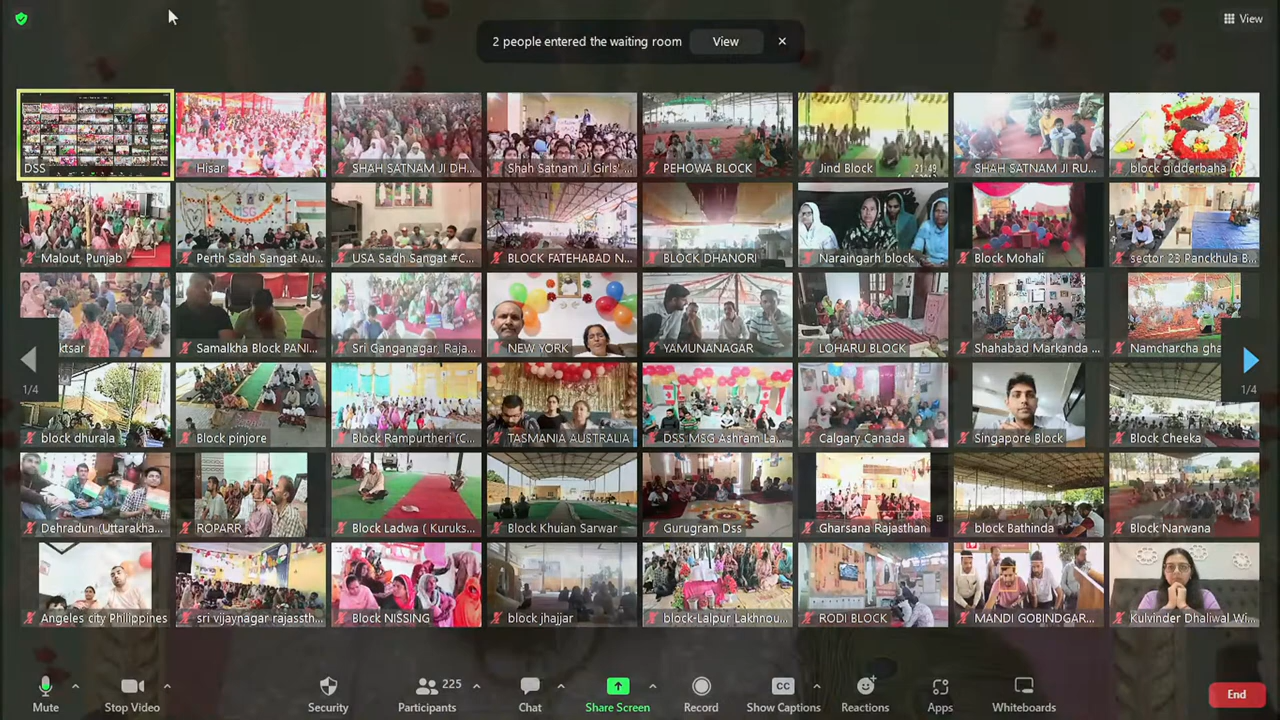 2 people entered the waiting room
View
View
DSS
Hisar
SHAH SATNAM JI DH...
Shah Satnam Ji Girls' ...
PEHOWA BLOCK
Jind Block
21:49
SHAH SATNAM JI RU...
block gidderbaha
Malout, Punjab
Perth Sadh Sangat Au...
MSG
USA Sadh Sangat #C...
BLOCK FATEHABAD N...
BLOCK DHANORI
Naraingarh block
Block Mohali
sector 23 Panckhula B...
ktsar
Samalkha Block PANI...
Sri Ganganagar, Raja...
NEW YORK
YAMUNANAGAR
LOHARU BLOCK
Shahabad Markanda ...
Namcharcha gha
1/4
1/4
block dhurala
Block pinjore
Block Rampurtheri (C...
TASMANIA AUSTRALIA
DSS MSG Ashram La...
Calgary Canada
Singapore Block
Block Cheeka
Dehradun (Uttarakha...
ROPARR
Block Ladwa ( Kuruks...
Block Khuian Sarwar
Gurugram Dss
Gharsana Rajasthan
block Bathinda
Block Narwana
Angeles city Philippines
sri vijaynagar rajassth...
Block NISSING
block jhajjar
block-Lalpur Lakhnou...
RODI BLOCK
MANDI GOBINDGAR...
Kulvinder Dhaliwal Wi...
Mute
Stop Video
Security
Participants
225
Chat
Share Screen
Record
CC
Show Captions
Reactions
Apps
Whiteboards
End